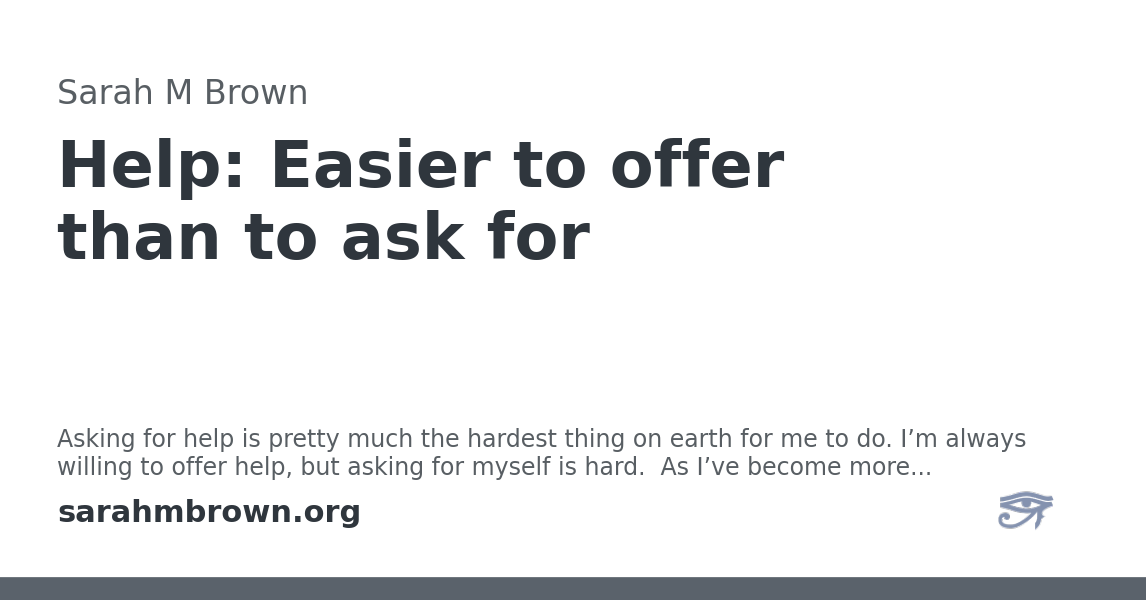 Sarah M Brown
Help: Easier to offer
than to ask for
Asking for help is pretty much the hardest thing on earth for me to do. I’m always
willing to offer help, but asking for myself is hard.  As I’ve become more...
sarahmbrown.org